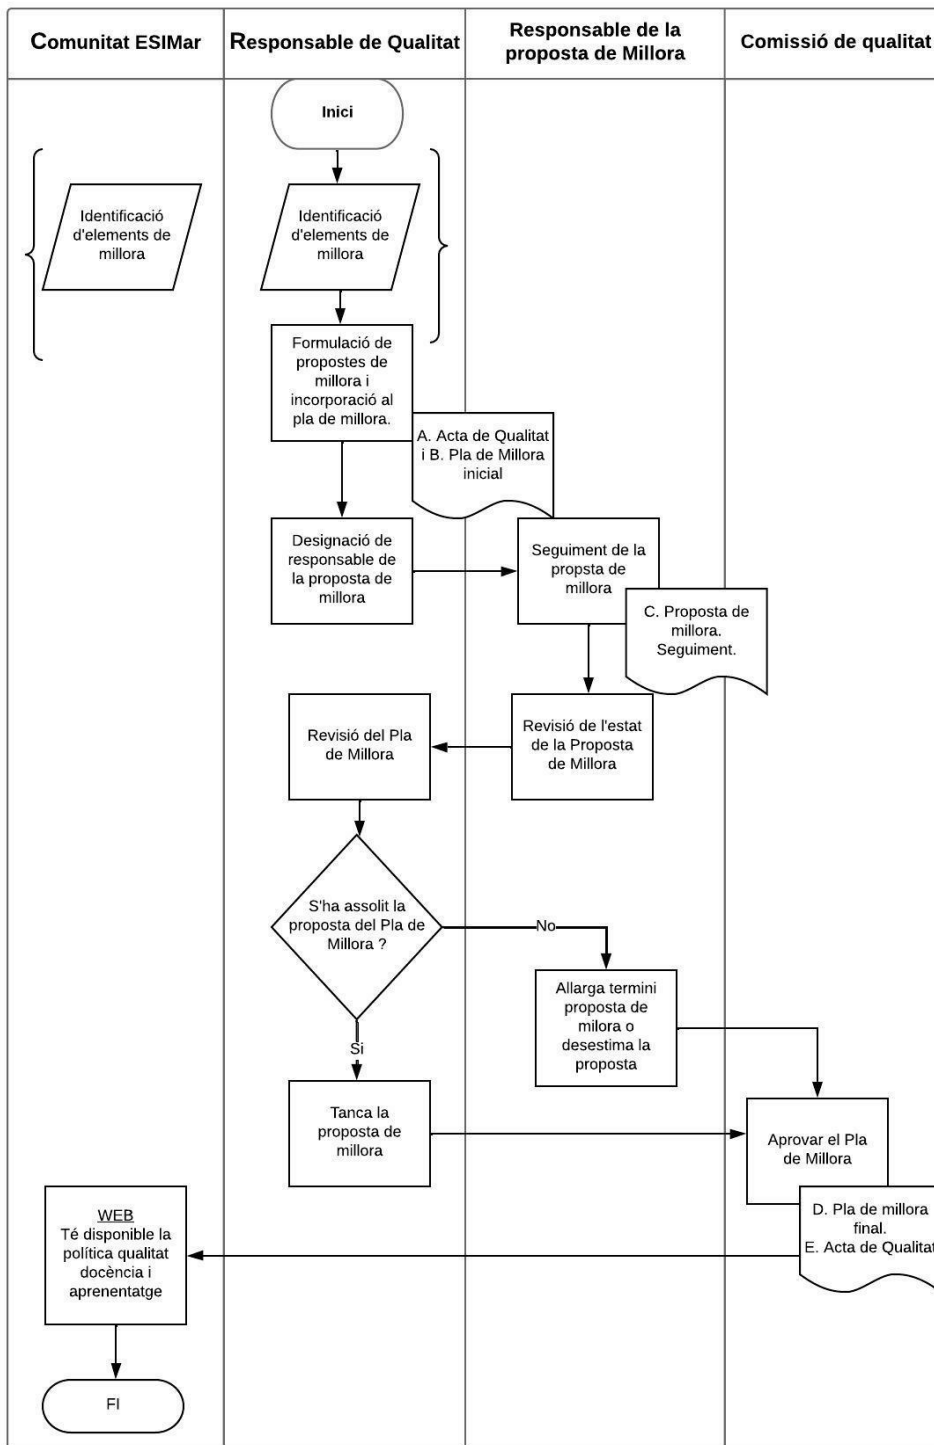 Comunitat ESIMar
Responsable de Qualitat
Responsable de la
proposta de Millora
Comissió de qualitat
Inici
Identificació
d'elements de
millora
Identificació
d'elements de
millora
Formulació de
propostes de
millora i
incorporació al
pla de millora.
A. Acta de Qualitat
i B. Pla de Millora
inicial
Designació de
responsable de
la proposta de
millora
Seguiment de la
propsta de
millora
C. Proposta de
millora.
Seguiment.
Revisió del Pla
de Millora
Revisió de l'estat
de la Proposta
de Millora
S'ha assolit la
proposta del Pla de
Millora ?
No
Allarga termini
proposta de
milora o
desestima la
proposta
Si
Tanca la
proposta de
millora
Aprovar el Pla
de Millora
D. Pla de millora
final.
E. Acta de Qualitat
WEB
Té disponible la
política qualitat
docència i
aprenentatge
FI